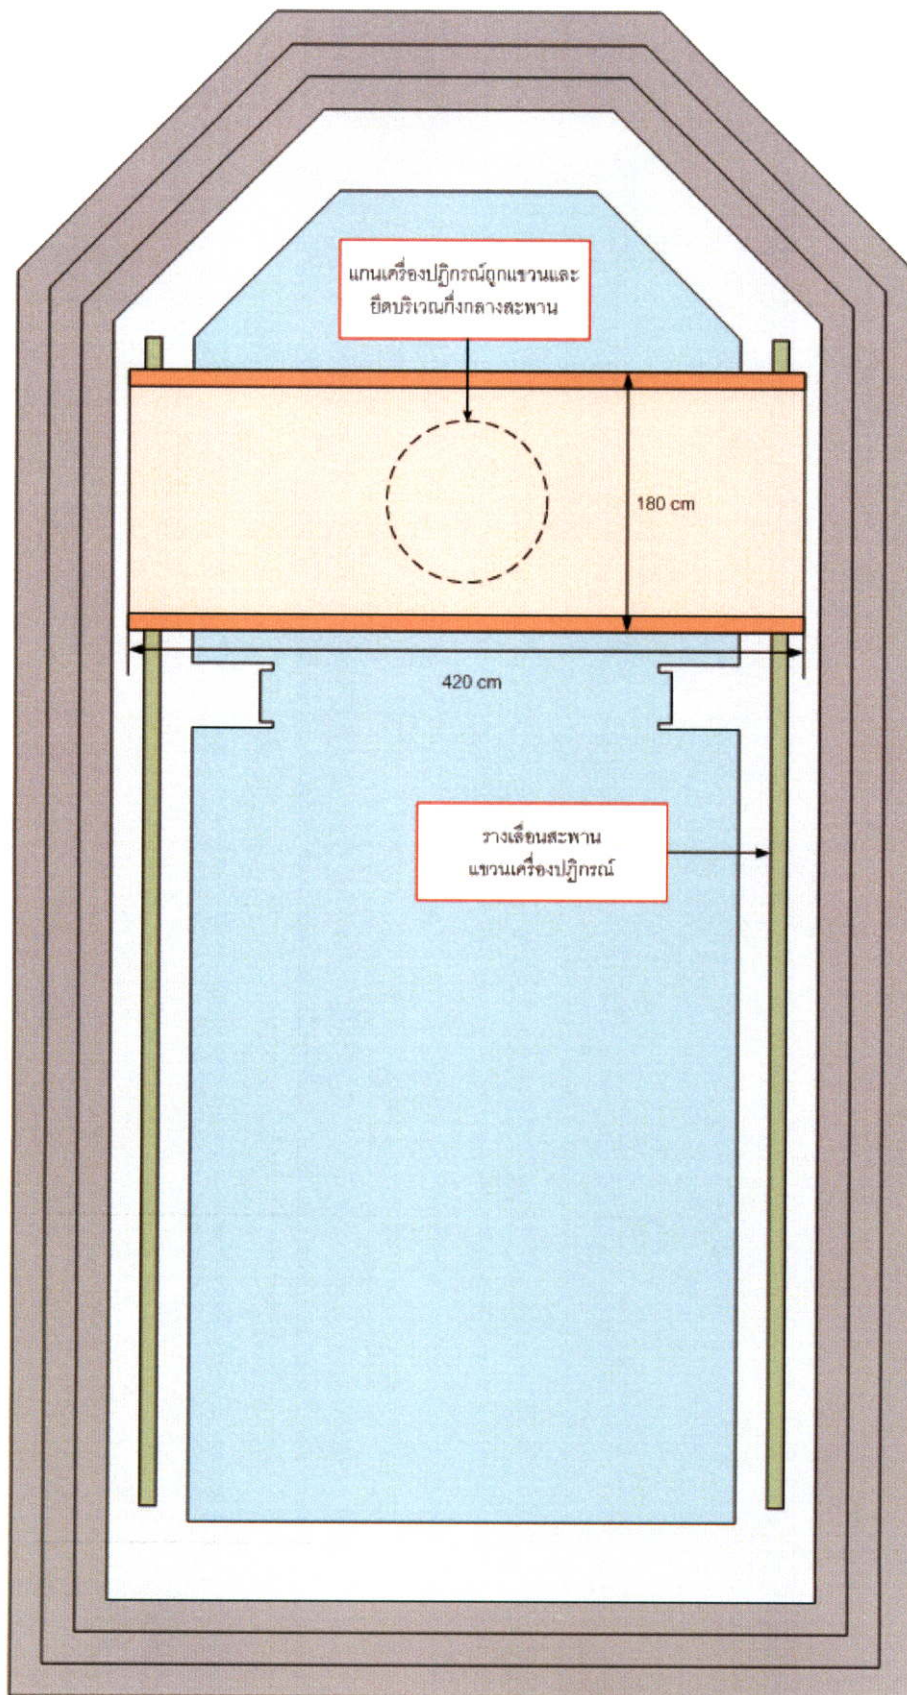 แกนเครื่องปฏิกรณ์ถูกแขวนและ
ยึดบริเวณกึ่งกลางสะพาน
180 cm
420 cm
รางเลื่อนสะพาน
แขวนเครื่องปฏิกรณ์